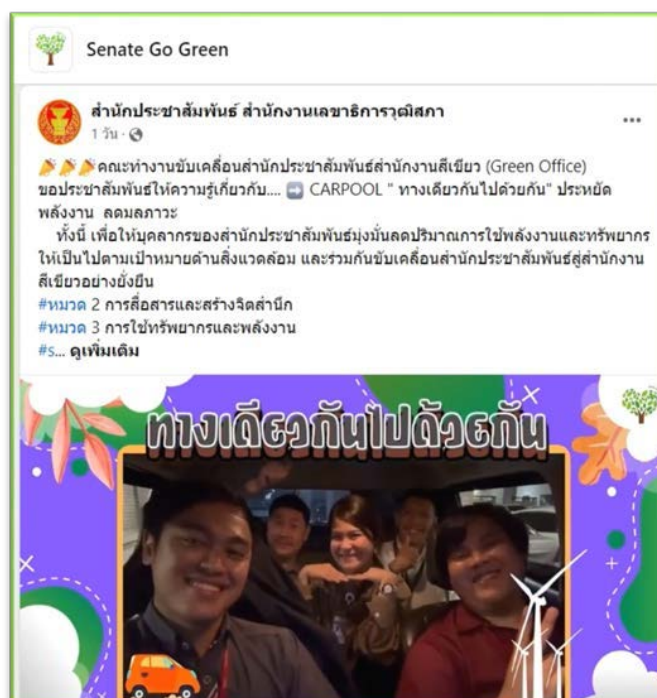 Senate Go Green
สำนักประชาสัมพันธ์ สำนักงานเลขาธิการวุฒิสภา
1 วัน ·
คณะทำงานขับเคลื่อนสำนักประชาสัมพันธ์สำนักงานสีเขียว (Green Office)
ขอประชาสัมพันธ์ให้ความรู้เกี่ยวกับ.... ➡️ CARPOOL " ทางเดียวกันไปด้วยกัน" ประหยัด
พลังงาน ลดมลภาวะ
ทั้งนี้ เพื่อให้บุคลากรของสำนักประชาสัมพันธ์มุ่งมั่นลดปริมาณการใช้พลังงานและทรัพยากร
ให้เป็นไปตามเป้าหมายด้านสิ่งแวดล้อม และร่วมกันขับเคลื่อนสำนักประชาสัมพันธ์สู่สำนักงาน
สีเขียวอย่างยั่งยืน
#หมวด 2 การสื่อสารและสร้างจิตสำนึก
#หมวด 3 การใช้ทรัพยากรและพลังงาน
#s... ดูเพิ่มเติม
ทางเดียวกันไปด้วยกัน